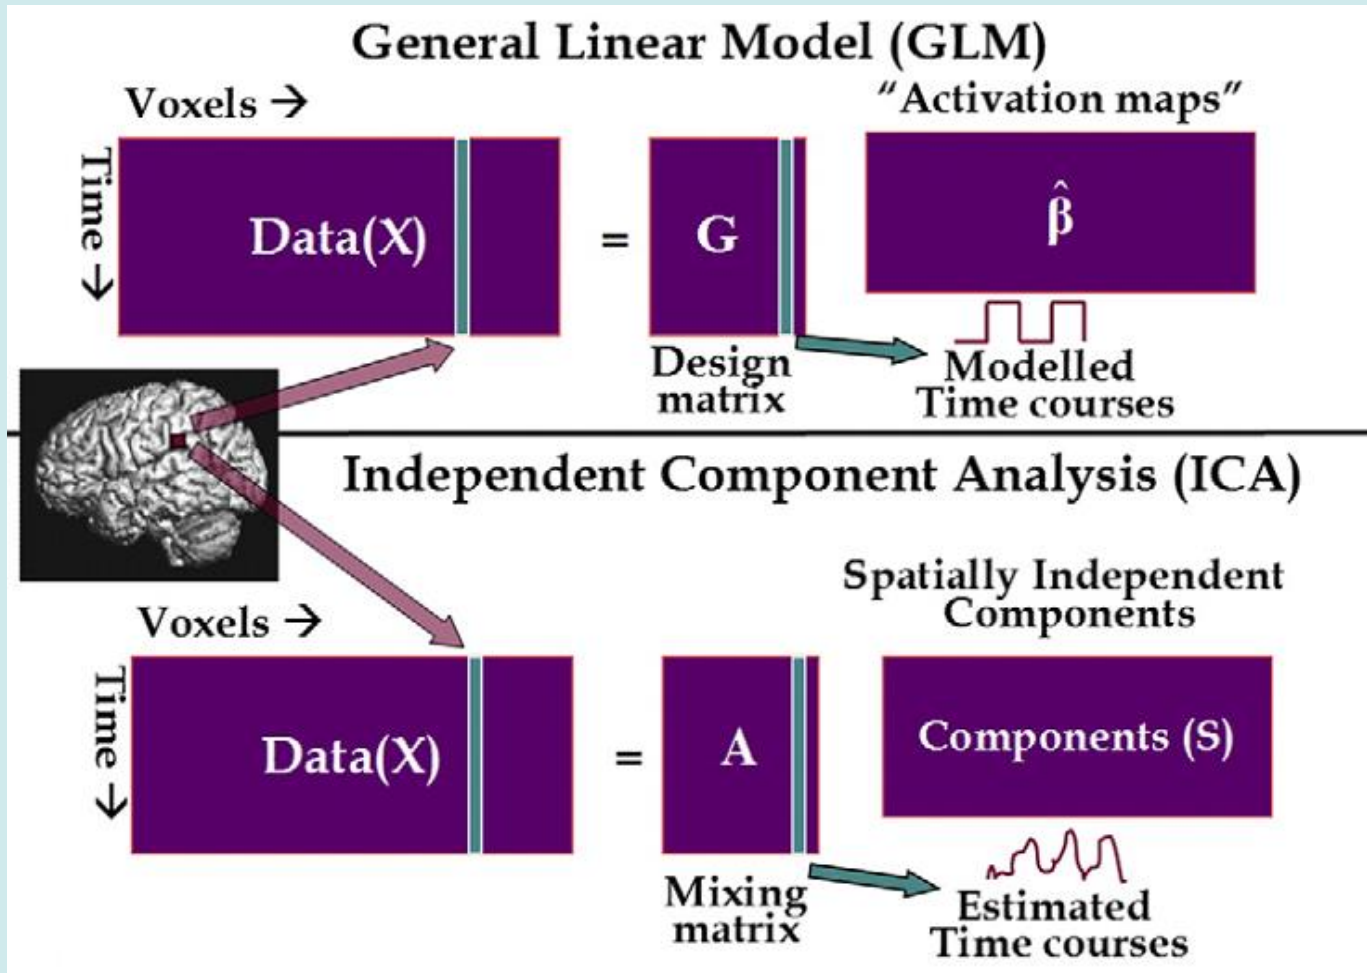 General Linear Model (GLM)
Voxels →
“Activation maps”
Time →
Data(X)
=
G
β̂
Design
matrix
Modelled
Time courses
Independent Component Analysis (ICA)
Spatially Independent
Components
Voxels →
Time →
Data(X)
=
A
Components (S)
Mixing
matrix
Estimated
Time courses